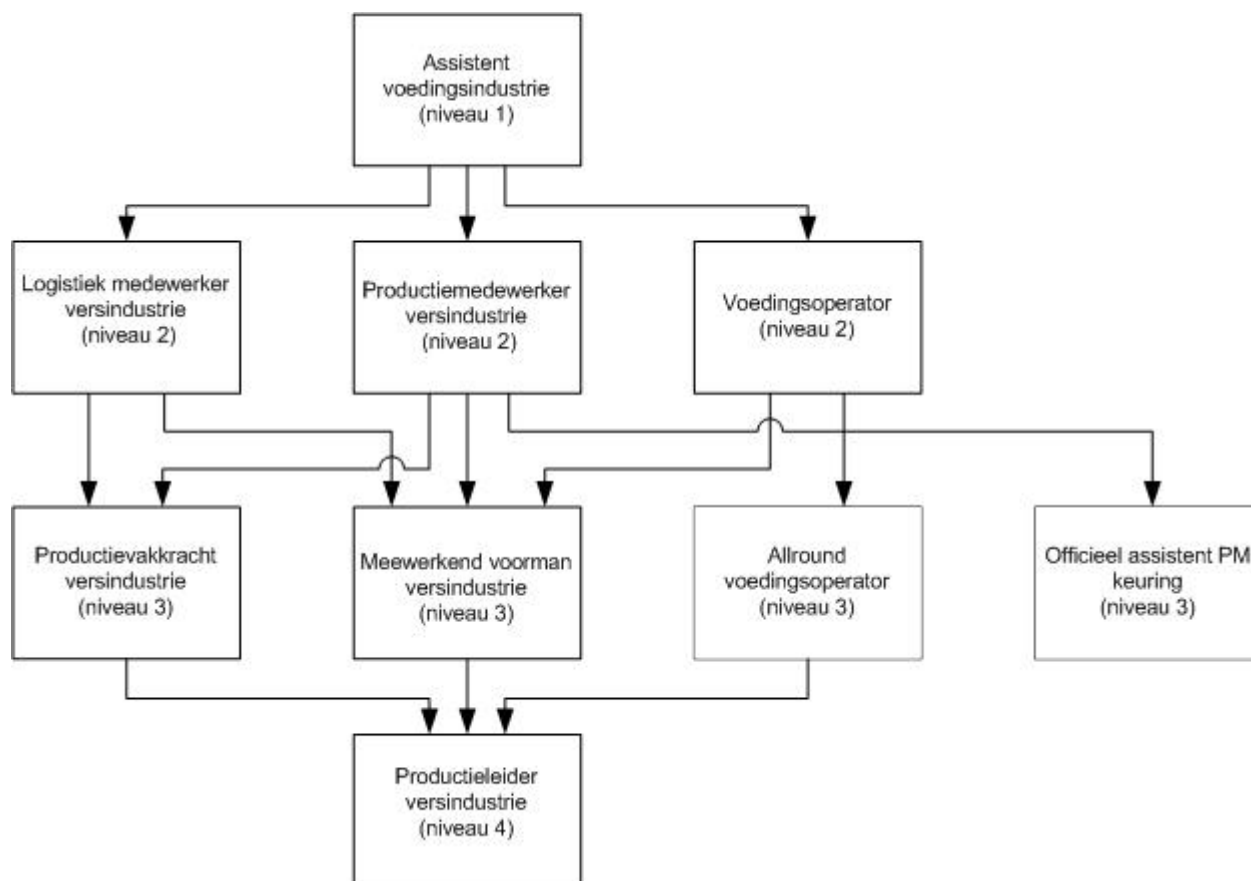 Assistent
voedingsindustrie
(niveau 1)
Logistiek medewerker
versindustrie
(niveau 2)
Productiemedewerker
versindustrie
(niveau 2)
Voedingsoperator
(niveau 2)
Productievakkracht
versindustrie
(niveau 3)
Meewerkend voorman
versindustrie
(niveau 3)
Allround
voedingsoperator
(niveau 3)
Officieel assistent PM
keuring
(niveau 3)
Productieleider
versindustrie
(niveau 4)